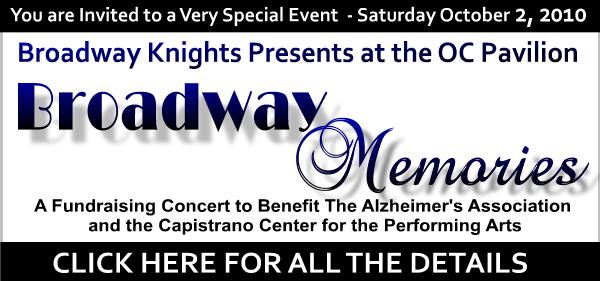 You are Invited to a Very Special Event - Saturday October 2, 2010
Broadway Knights Presents at the OC Pavilion
Broadway
Memories
A Fundraising Concert to Benefit The Alzheimer's Association
and the Capistrano Center for the Performing Arts
CLICK HERE FOR ALL THE DETAILS